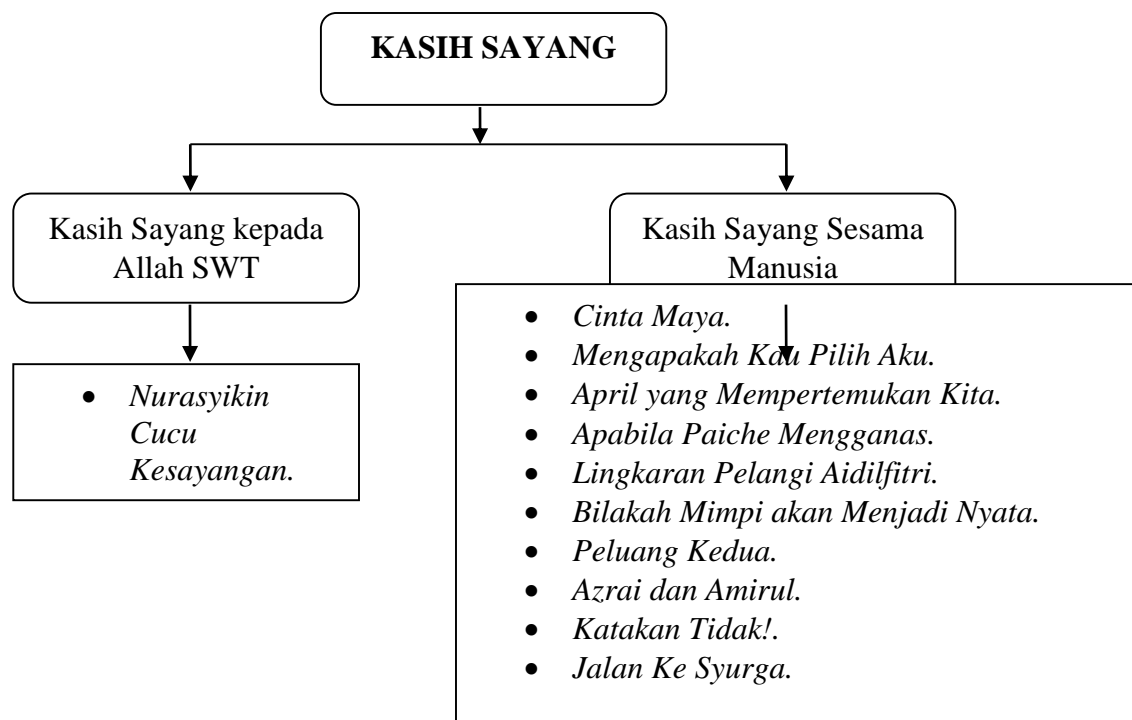 KASIH SAYANG
Kasih Sayang kepada
Allah SWT
Kasih Sayang Sesama
Manusia
• Nurasyikin
Cucu
Kesayangan.
• Cinta Maya.
• Mengapakah Kau Pilih Aku.
• April yang Mempertemukan Kita.
• Apabila Paiche Mengganas.
• Lingkaran Pelangi Aidilfitri.
• Bilakah Mimpi akan Menjadi Nyata.
• Peluang Kedua.
• Azrai dan Amirul.
• Katakan Tidak!.
• Jalan Ke Syurga.